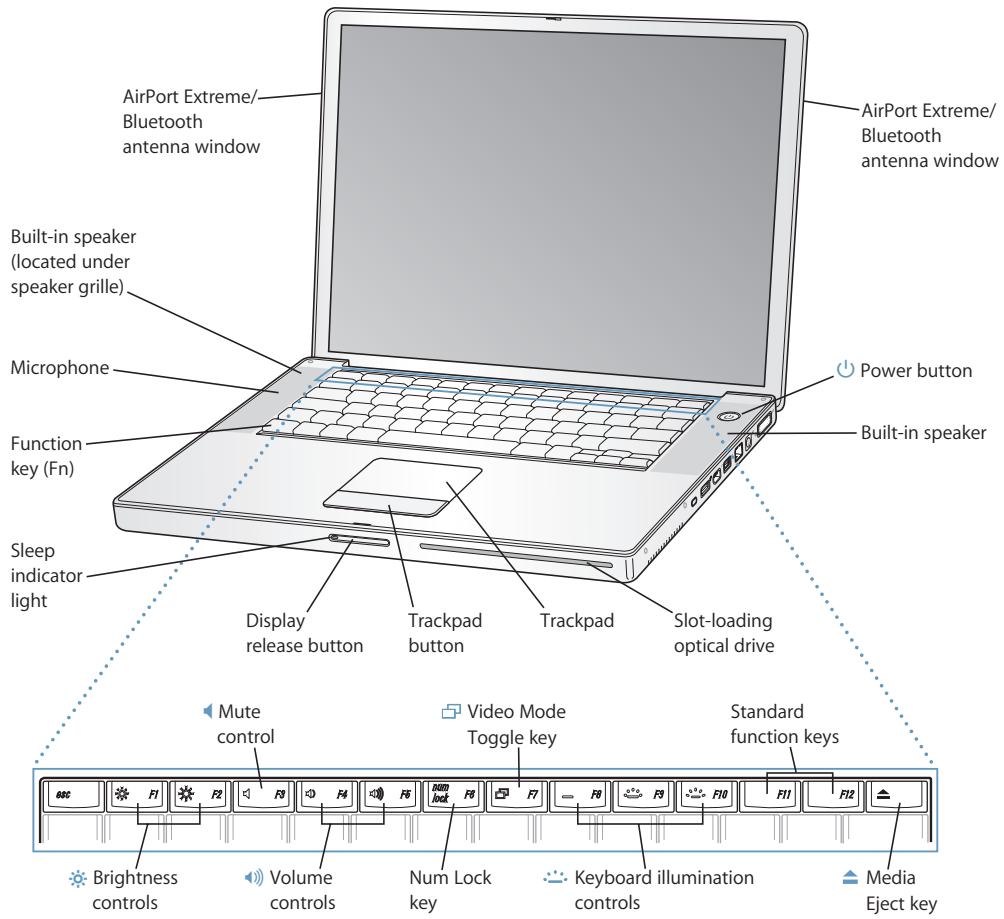 AirPort Extreme/
Bluetooth
antenna window
AirPort Extreme/
Bluetooth
antenna window
Built-in speaker
(located under
speaker grille)
Microphone
Power button
Function
key (Fn)
Built-in speaker
Sleep
indicator
light
Display
release button
Trackpad
button
Trackpad
Slot-loading
optical drive
Mute
control
Video Mode
Toggle key
Standard
function keys
esc
F1
F2
F3
F4
F5
num
lock F6
F7
F8
F9
F10
F11
F12
Brightness
controls
Volume
controls
Num Lock
key
Keyboard illumination
controls
Media
Eject key